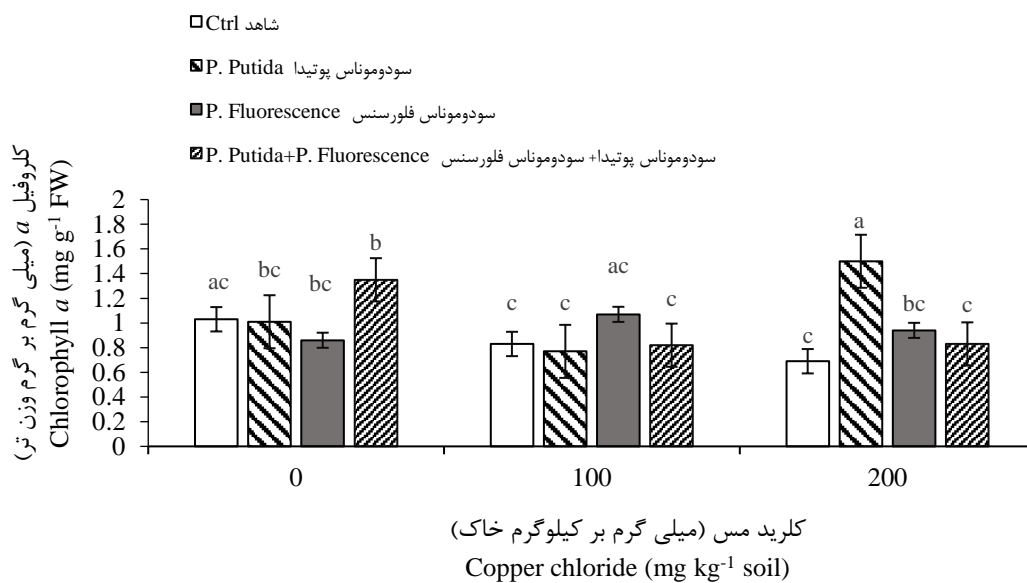 Ctrl شاهد
P. Putida سودوموناس پوتیدا
P. Fluorescence سودوموناس فلورسنس
P. Putida+P. Fluorescence سودوموناس پوتیدا+ سودوموناس فلورسنس
کلروفیل a (میلی گرم بر گرم وزن تر)
Chlorophyll a (mg g-1 FW)
2
1.8
1.6
1.4
1.2
1
0.8
0.6
0.4
0.2
0
ac bc bc b
c c ac c
c a bc c
0 100 200
کلرید مس (میلی گرم بر کیلوگرم خاک)
Copper chloride (mg kg-1 soil)